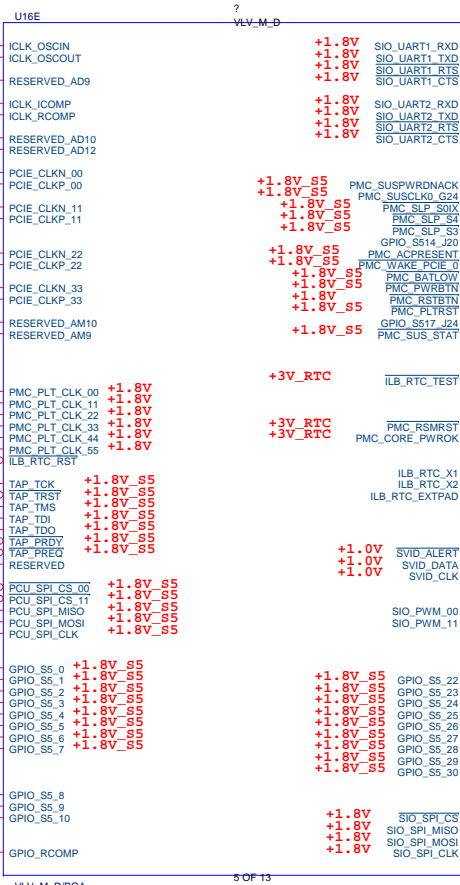 ?
U16E
VLV_M_D
ICLK_OSCIN +1.8V SIO_UART1_RXD
ICLK_OSCOUT +1.8V SIO_UART1_TXD
+1.8V SIO_UART1_RTS
RESERVED_AD9 +1.8V SIO_UART1_CTS
ICLK_ICOMP +1.8V SIO_UART2_RXD
ICLK_RCOMP +1.8V SIO_UART2_TXD
+1.8V SIO_UART2_RTS
RESERVED_AD10 +1.8V SIO_UART2_CTS
RESERVED_AD12
PCIE_CLKN_00
PCIE_CLKP_00 +1.8V_S5 PMC_SUSPWRDNACK
+1.8V_S5 PMC_SUSCLK0_G24
PCIE_CLKN_11 +1.8V_S5 PMC_SLP_S0IX
PCIE_CLKP_11 +1.8V_S5 PMC_SLP_S4
+1.8V_S5 PMC_SLP_S3
GPIO_S514_J20
PCIE_CLKN_22 +1.8V_S5 PMC_ACPRESENT
PCIE_CLKP_22 +1.8V_S5 PMC_WAKE_PCIE_0
+1.8V_S5 PMC_BATLOW
PCIE_CLKN_33 +1.8V_S5 PMC_PWRBTN
PCIE_CLKP_33 +1.8V PMC_RSTBTN
+1.8V_S5 PMC_PLTRST
RESERVED_AM10 GPIO_S517_J24
RESERVED_AM9 +1.8V_S5 PMC_SUS_STAT
+3V_RTC ILB_RTC_TEST
PMC_PLT_CLK_00 +1.8V
PMC_PLT_CLK_11 +1.8V
PMC_PLT_CLK_22 +1.8V
PMC_PLT_CLK_33 +1.8V +3V_RTC PMC_RSMRST
PMC_PLT_CLK_44 +1.8V +3V_RTC PMC_CORE_PWROK
PMC_PLT_CLK_55 +1.8V
ILB_RTC_RST
ILB_RTC_X1
TAP_TCK +1.8V_S5 ILB_RTC_X2
TAP_TRST +1.8V_S5 ILB_RTC_EXTPAD
TAP_TMS +1.8V_S5
TAP_TDI +1.8V_S5
TAP_TDO +1.8V_S5
TAP_PRDY +1.8V_S5
TAP_PREQ +1.8V_S5 +1.0V SVID_ALERT
RESERVED +1.0V SVID_DATA
+1.0V SVID_CLK
PCU_SPI_CS_00 +1.8V_S5
PCU_SPI_CS_11 +1.8V_S5
PCU_SPI_MISO +1.8V_S5 SIO_PWM_00
PCU_SPI_MOSI +1.8V_S5 SIO_PWM_11
PCU_SPI_CLK +1.8V_S5
GPIO_S5_0 +1.8V_S5
GPIO_S5_1 +1.8V_S5 +1.8V_S5 GPIO_S5_22
GPIO_S5_2 +1.8V_S5 +1.8V_S5 GPIO_S5_23
GPIO_S5_3 +1.8V_S5 +1.8V_S5 GPIO_S5_24
GPIO_S5_4 +1.8V_S5 +1.8V_S5 GPIO_S5_25
GPIO_S5_5 +1.8V_S5 +1.8V_S5 GPIO_S5_26
GPIO_S5_6 +1.8V_S5 +1.8V_S5 GPIO_S5_27
GPIO_S5_7 +1.8V_S5 +1.8V_S5 GPIO_S5_28
+1.8V_S5 GPIO_S5_29
+1.8V_S5 GPIO_S5_30
GPIO_S5_8
GPIO_S5_9
GPIO_S5_10 +1.8V SIO_SPI_CS
+1.8V SIO_SPI_MISO
+1.8V SIO_SPI_MOSI
GPIO_RCOMP +1.8V SIO_SPI_CLK
5 OF 13